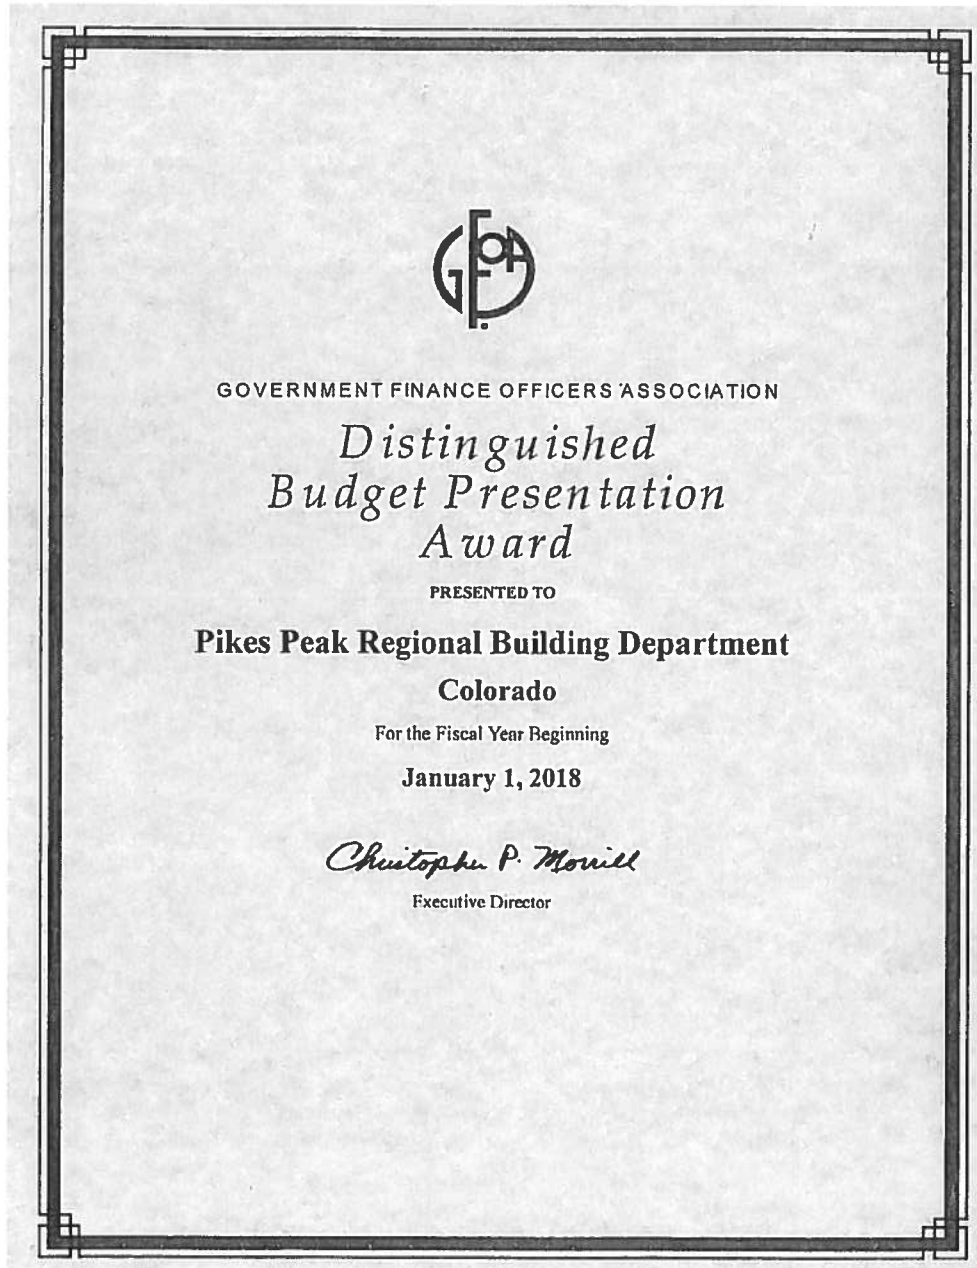 GFOA
GOVERNMENT FINANCE OFFICERS ASSOCIATION
Distinguished
Budget Presentation
Award
PRESENTED TO
Pikes Peak Regional Building Department
Colorado
For the Fiscal Year Beginning
January 1, 2018
Christopher P. Morrill
Executive Director